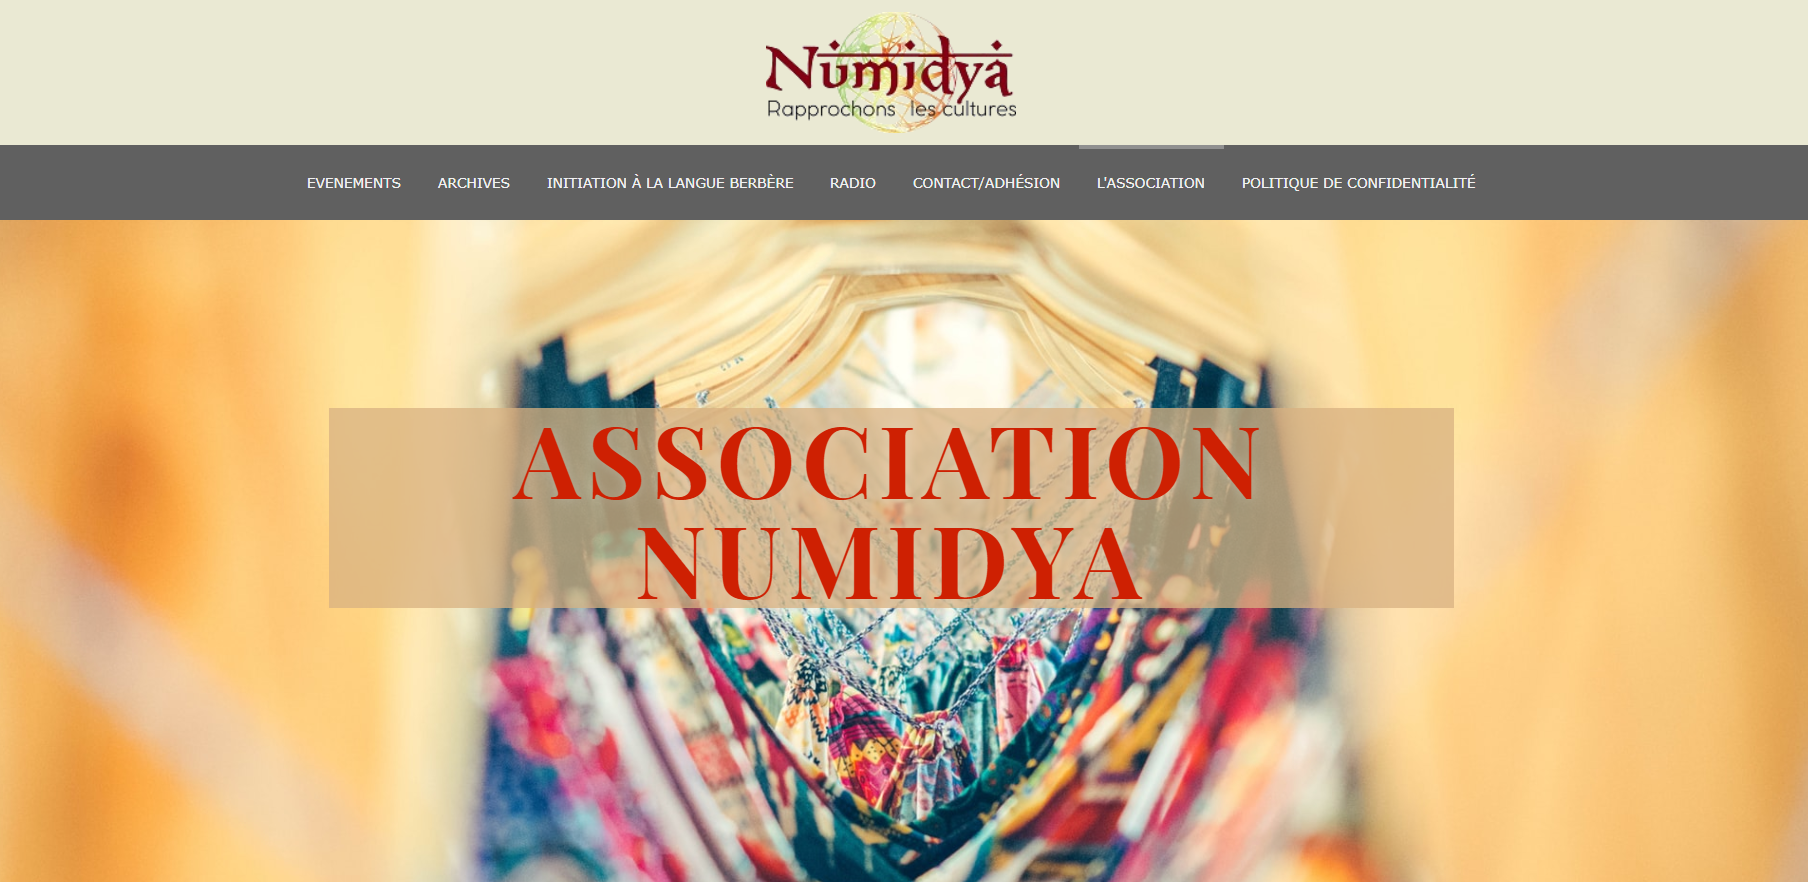 Numidya
Rapprochons les cultures
EVENEMENTS ARCHIVES INITIATION À LA LANGUE BERBÈRE RADIO CONTACT/ADHÉSION L'ASSOCIATION POLITIQUE DE CONFIDENTIALITÉ
ASSOCIATION
NUMIDYA